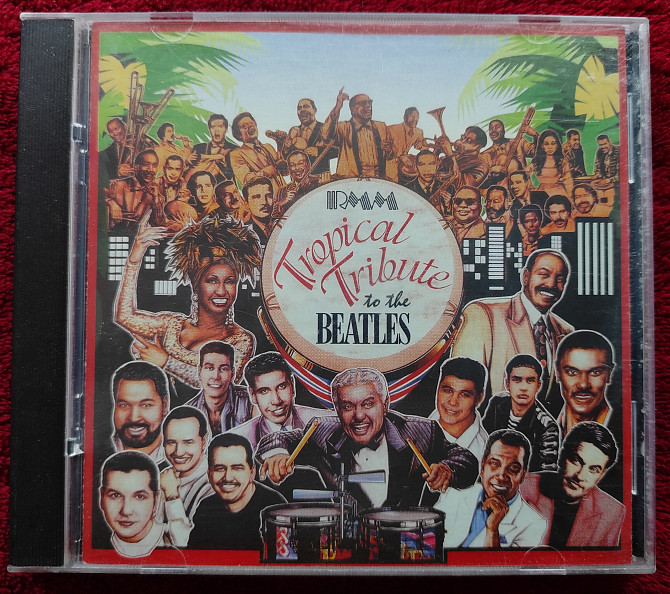 RMM
Tropical
Tribute
to the
BEATLES